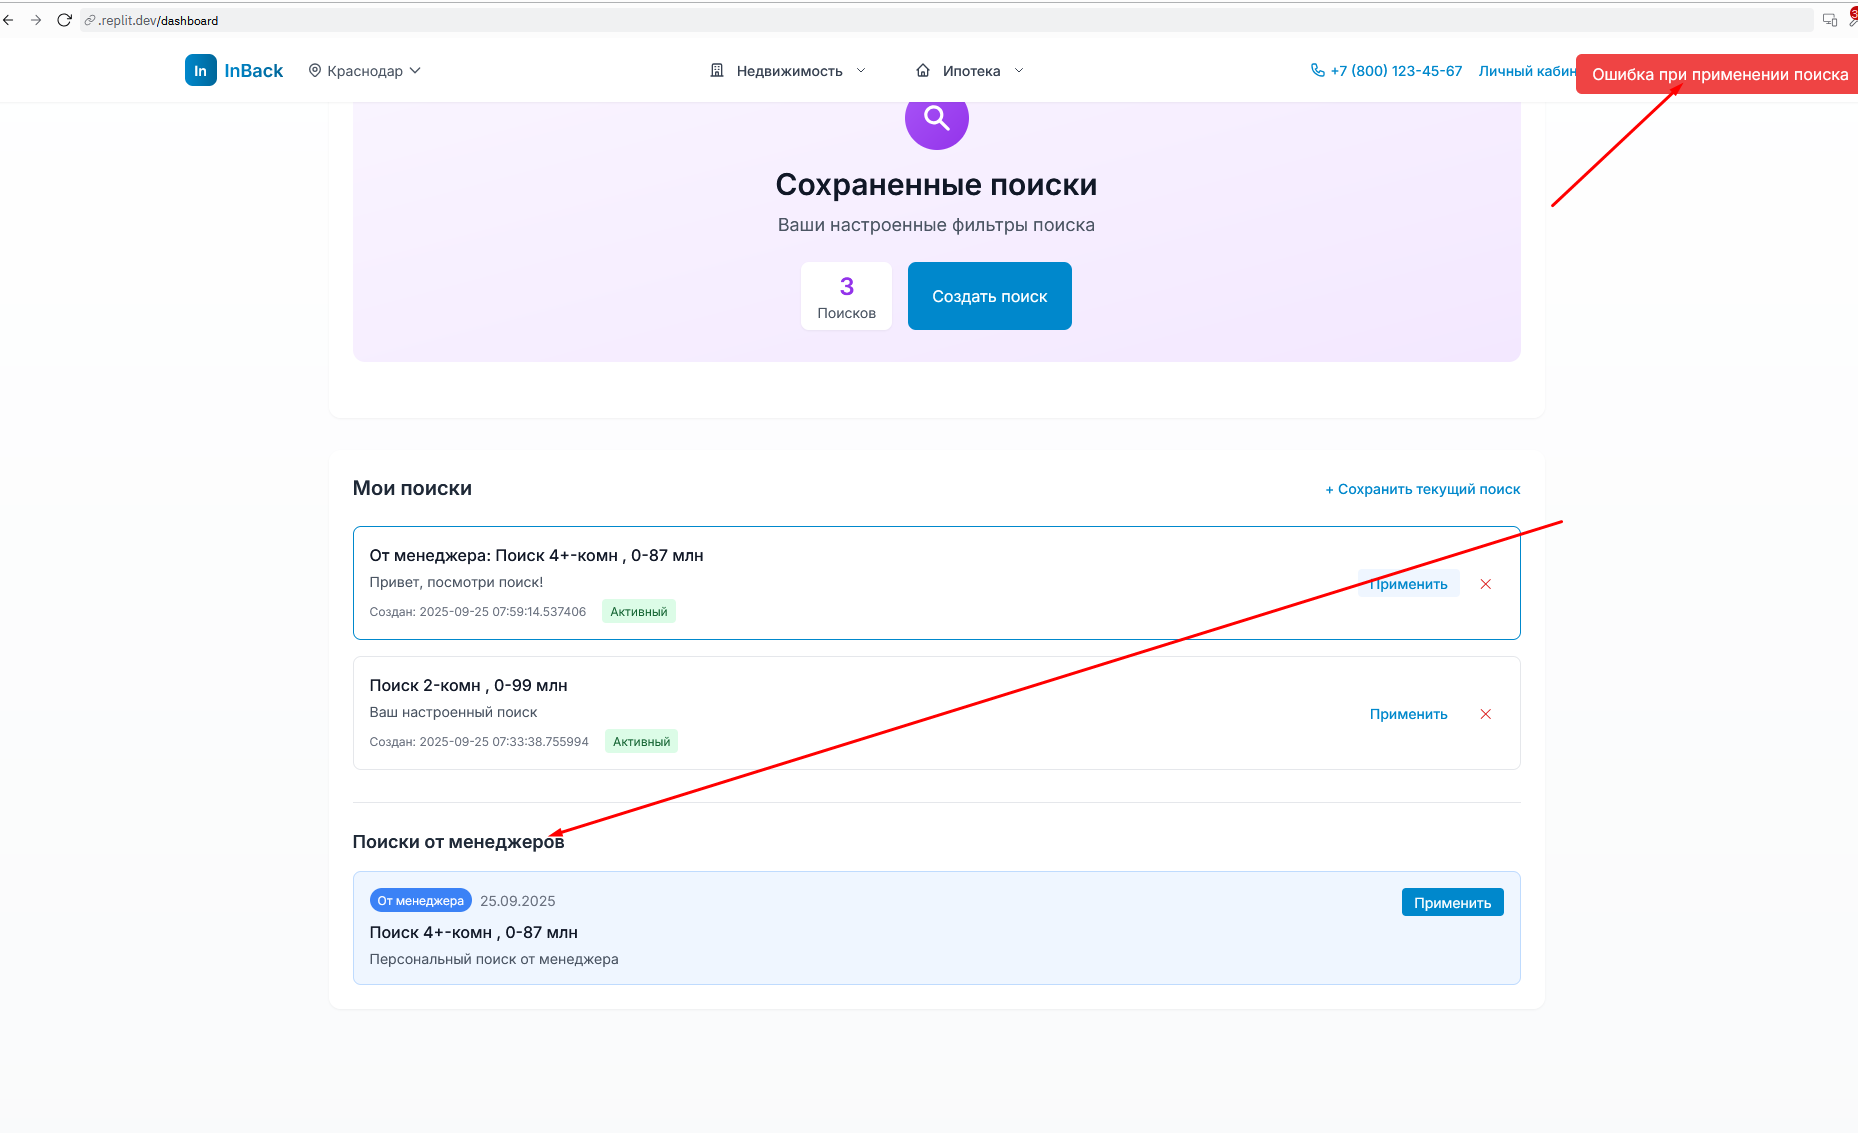 .replit.dev/dashboard
3
In InBack
Краснодар
Недвижимость
Ипотека
+7 (800) 123-45-67
Личный кабин
Ошибка при применении поиска
Сохраненные поиски
Ваши настроенные фильтры поиска
3
Поисков
Создать поиск
Мои поиски
+ Сохранить текущий поиск
От менеджера: Поиск 4+-комн , 0-87 млн
Привет, посмотри поиск!
Создан: 2025-09-25 07:59:14.537406
Активный
Применить
Поиск 2-комн , 0-99 млн
Ваш настроенный поиск
Создан: 2025-09-25 07:33:38.755994
Активный
Применить
Поиски от менеджеров
От менеджера
25.09.2025
Применить
Поиск 4+-комн , 0-87 млн
Персональный поиск от менеджера